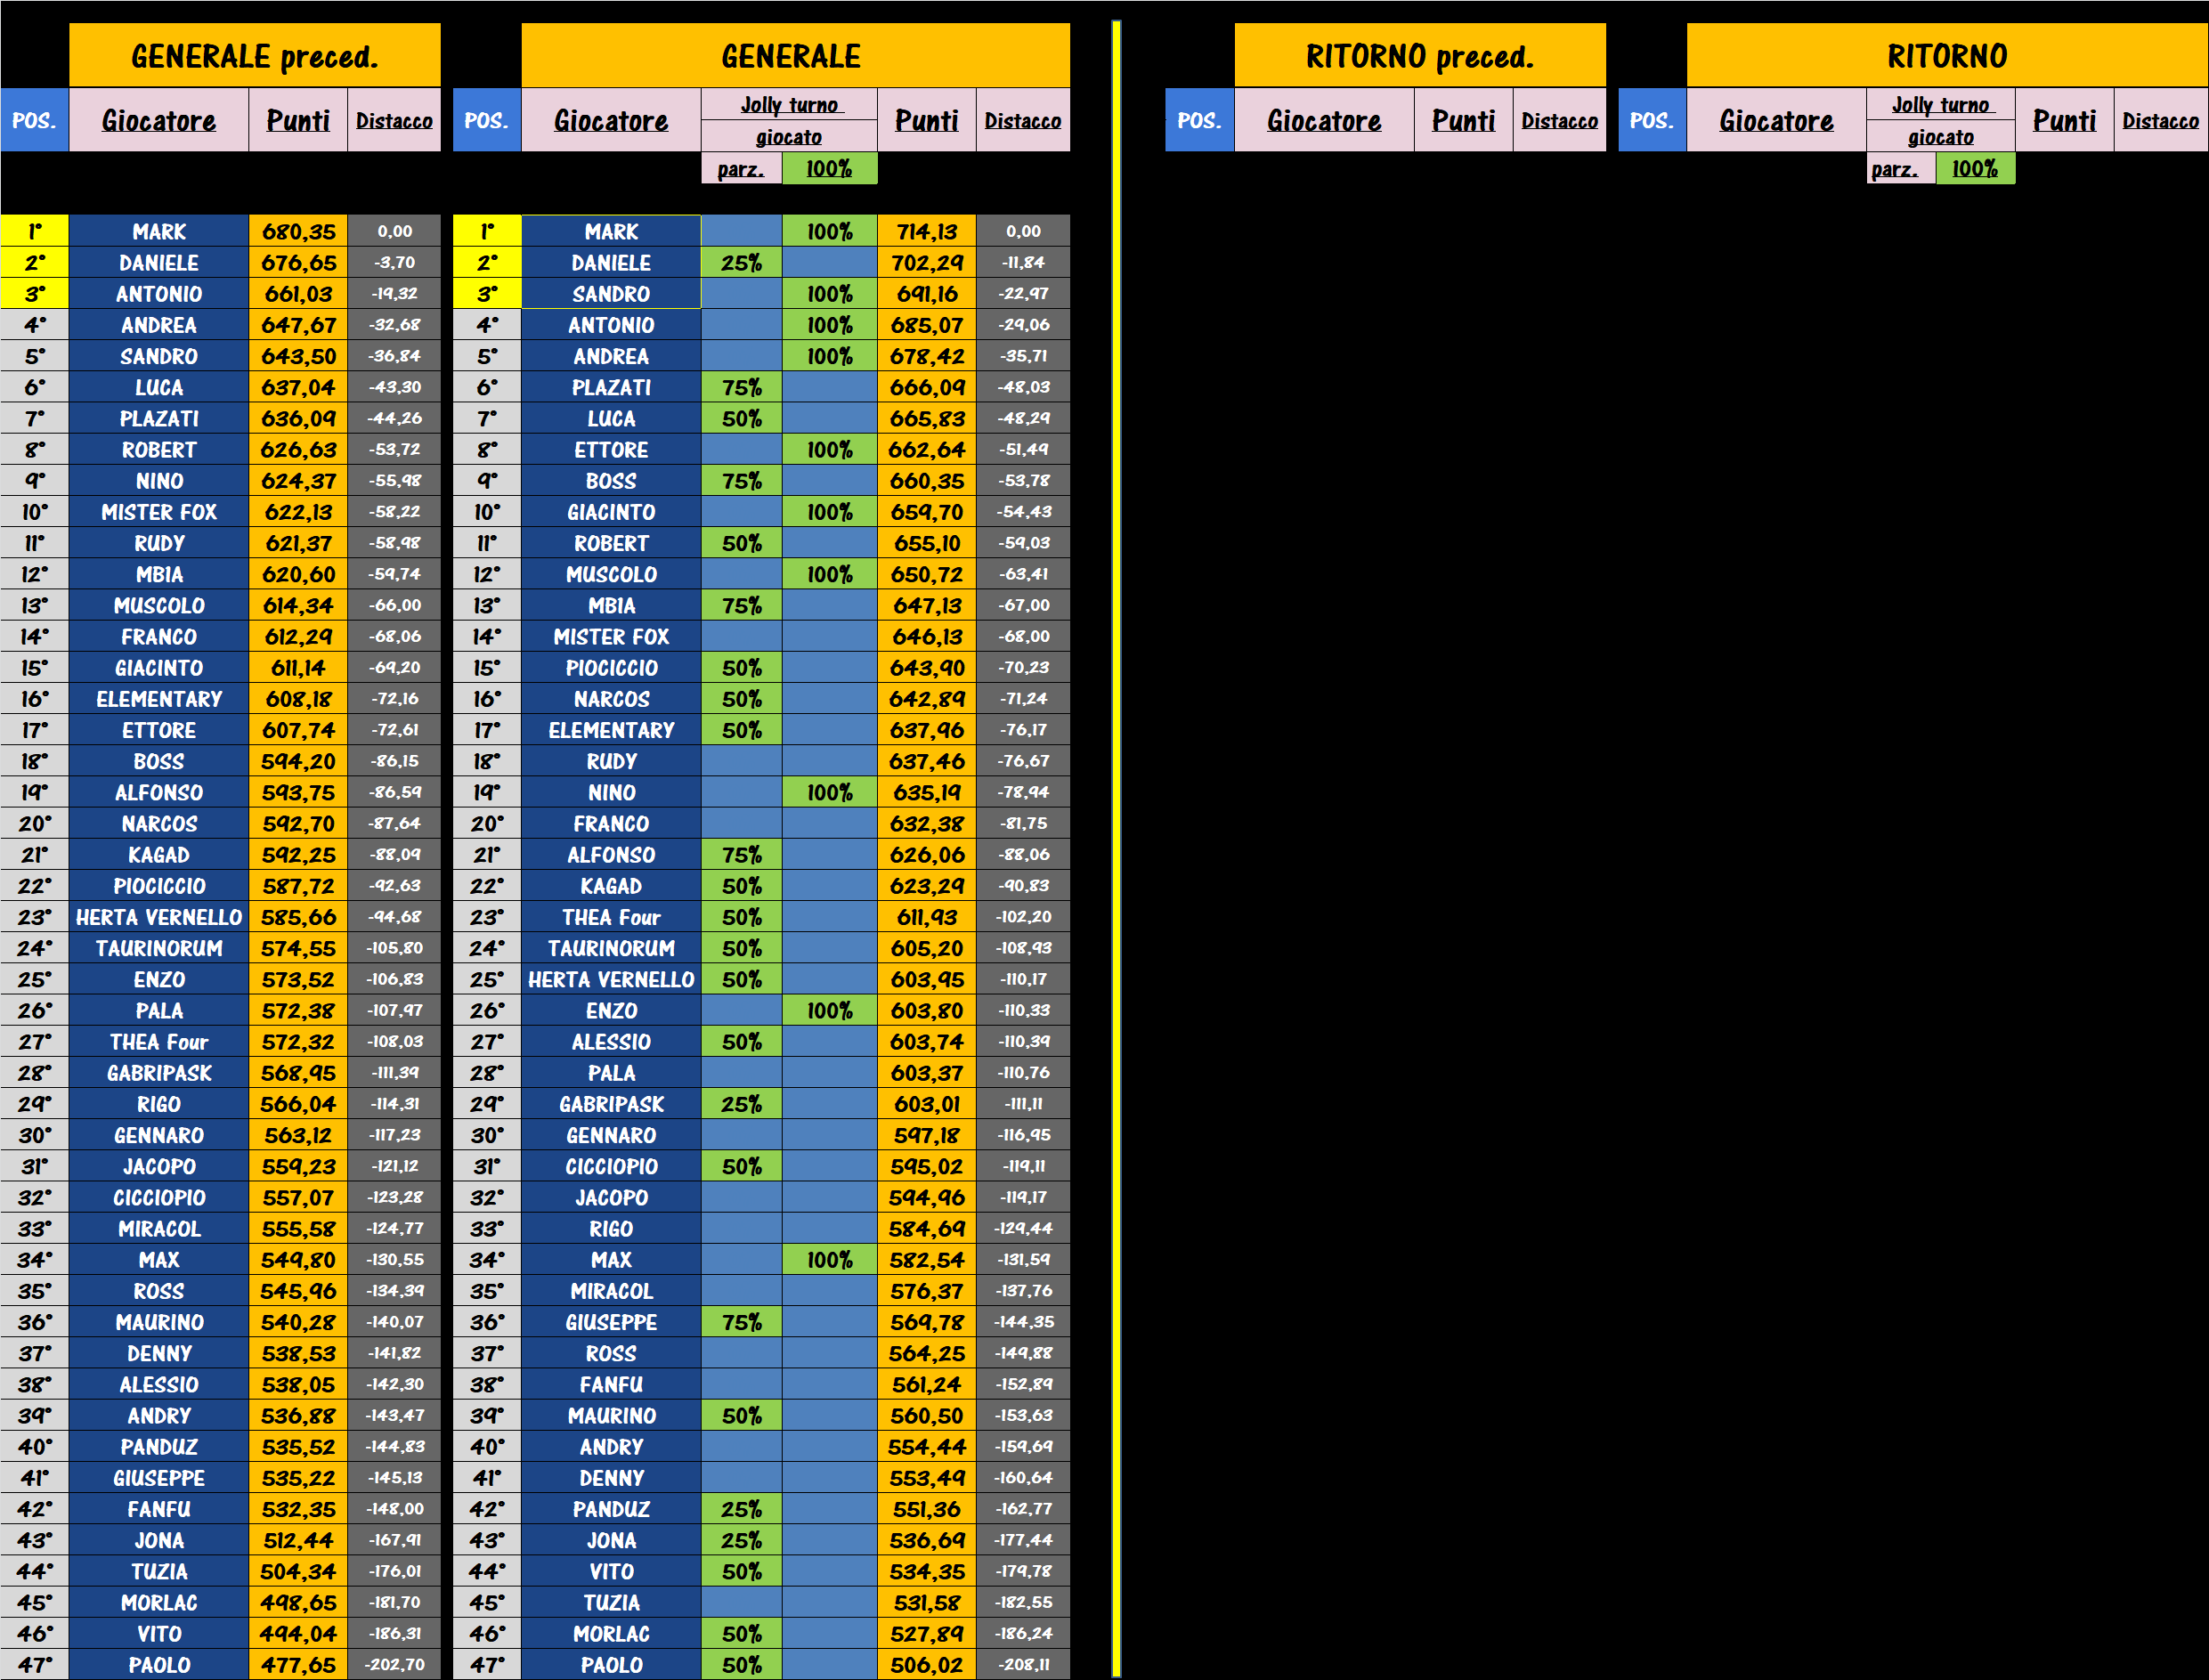 GENERALE preced. GENERALE RITORNO preced. RITORNO
POS. Giocatore Punti Distacco POS. Giocatore Jolly turno giocato Punti Distacco POS. Giocatore Punti Distacco POS. Giocatore Jolly turno giocato Punti Distacco
parz. 100% parz. 100%
1° MARK 680,35 0,00 1° MARK 100% 714,13 0,00
2° DANIELE 676,65 -3,70 2° DANIELE 25% 702,29 -11,84
3° ANTONIO 661,03 -19,32 3° SANDRO 100% 691,16 -22,97
4° ANDREA 647,67 -32,68 4° ANTONIO 100% 685,07 -29,06
5° SANDRO 643,50 -36,84 5° ANDREA 100% 678,42 -35,71
6° LUCA 637,04 -43,30 6° PLAZATI 75% 666,09 -48,03
7° PLAZATI 636,09 -44,26 7° LUCA 50% 665,83 -48,29
8° ROBERT 626,63 -53,72 8° ETTORE 100% 662,64 -51,49
9° NINO 624,37 -55,98 9° BOSS 75% 660,35 -53,78
10° MISTER FOX 622,13 -58,22 10° GIACINTO 100% 659,70 -54,43
11° RUDY 621,37 -58,98 11° ROBERT 50% 655,10 -59,03
12° MB1A 620,60 -59,74 12° MUSCOLO 100% 650,72 -63,41
13° MUSCOLO 614,34 -66,00 13° MB1A 75% 647,13 -67,00
14° FRANCO 612,29 -68,06 14° MISTER FOX 646,13 -68,00
15° GIACINTO 611,14 -69,20 15° PIOCICCIO 50% 643,90 -70,23
16° ELEMENTARY 608,18 -72,16 16° NARCOS 50% 642,89 -71,24
17° ETTORE 607,74 -72,61 17° ELEMENTARY 50% 637,96 -76,17
18° BOSS 594,20 -86,15 18° RUDY 637,46 -76,67
19° ALFONSO 593,75 -86,59 19° NINO 100% 635,19 -78,94
20° NARCOS 592,70 -87,64 20° FRANCO 632,38 -81,75
21° KAGAD 592,25 -88,09 21° ALFONSO 75% 626,06 -88,06
22° PIOCICCIO 587,72 -92,63 22° KAGAD 50% 623,29 -90,83
23° HERTA VERNELLO 585,66 -94,68 23° THEA Four 50% 611,93 -102,20
24° TAURINORUM 574,55 -105,80 24° TAURINORUM 50% 605,20 -108,93
25° ENZO 573,52 -106,83 25° HERTA VERNELLO 50% 603,95 -110,17
26° PALA 572,38 -107,97 26° ENZO 100% 603,80 -110,33
27° THEA Four 572,32 -108,03 27° ALESSIO 50% 603,74 -110,39
28° GABRIPASK 568,95 -111,39 28° PALA 603,37 -110,76
29° RIGO 566,04 -114,31 29° GABRIPASK 25% 603,01 -111,11
30° GENNARO 563,12 -117,23 30° GENNARO 597,18 -116,95
31° JACOPO 559,23 -121,12 31° CICCIOPIO 50% 595,02 -119,11
32° CICCIOPIO 557,07 -123,28 32° JACOPO 594,96 -119,17
33° MIRACOL 555,58 -124,77 33° RIGO 584,69 -129,44
34° MAX 549,80 -130,55 34° MAX 100% 582,54 -131,59
35° ROSS 545,96 -134,39 35° MIRACOL 576,37 -137,76
36° MAURINO 540,28 -140,07 36° GIUSEPPE 75% 569,78 -144,35
37° DENNY 538,53 -141,82 37° ROSS 564,25 -149,88
38° ALESSIO 538,05 -142,30 38° FANFU 561,24 -152,89
39° ANDRY 536,88 -143,47 39° MAURINO 50% 560,50 -153,63
40° PANDUZ 535,52 -144,83 40° ANDRY 554,44 -159,69
41° GIUSEPPE 535,22 -145,13 41° DENNY 553,49 -160,64
42° FANFU 532,35 -148,00 42° PANDUZ 25% 551,36 -162,77
43° JONA 512,44 -167,91 43° JONA 25% 536,69 -177,44
44° TUZIA 504,34 -176,01 44° VITO 50% 534,35 -179,78
45° MORLAC 498,65 -181,70 45° TUZIA 531,58 -182,55
46° VITO 494,04 -186,31 46° MORLAC 50% 527,89 -186,24
47° PAOLO 477,65 -202,70 47° PAOLO 50% 506,02 -208,11